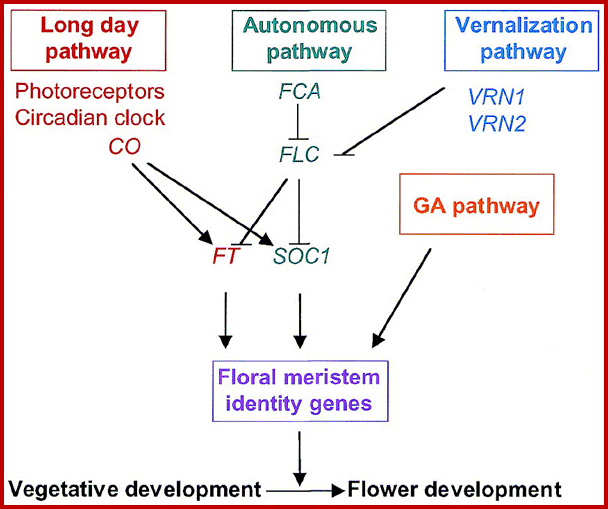 Long day
pathway
Autonomous
pathway
Vernalization
pathway
Photoreceptors
Circadian clock
CO
FCA
FLC
VRN1
VRN2
GA pathway
FT
SOC1
Floral meristem
identity genes
Vegetative development
Flower development